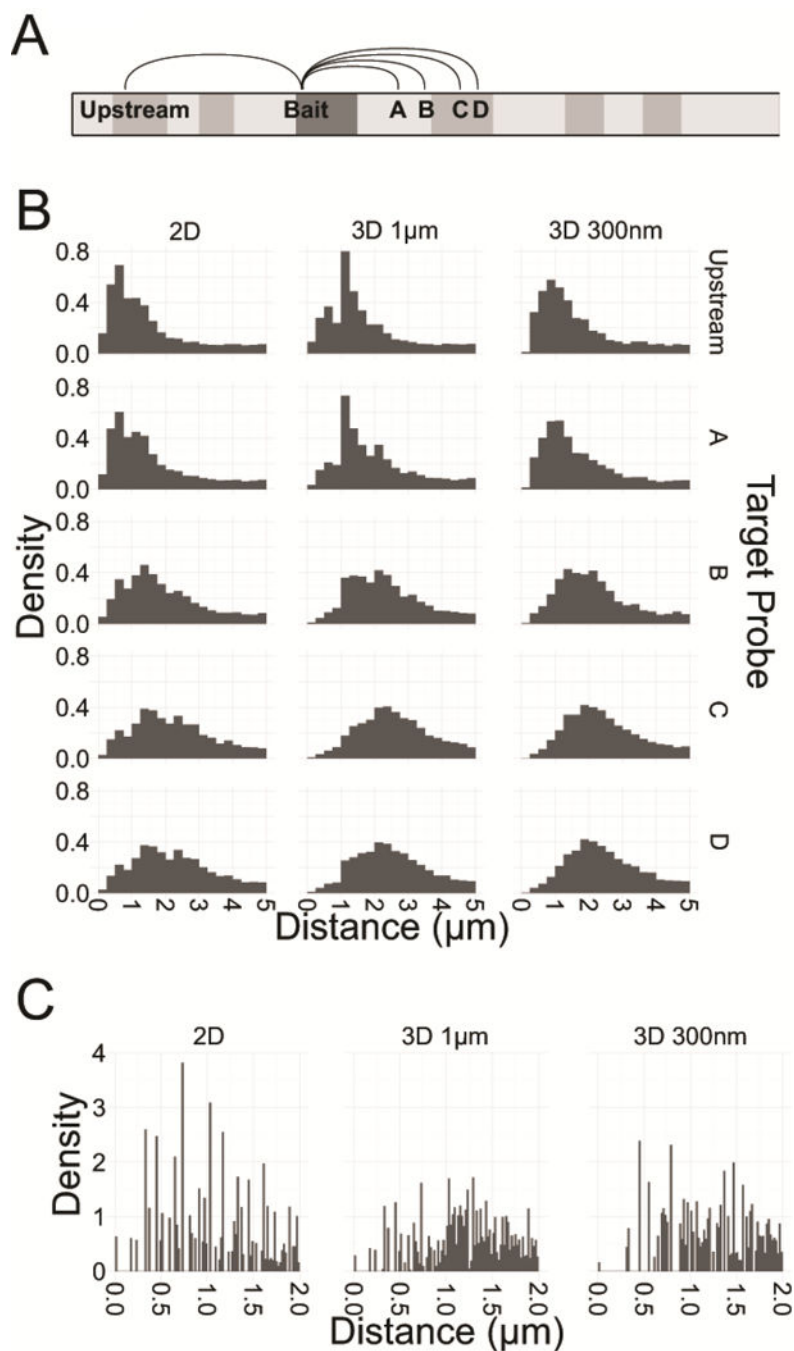 A
Upstream Bait A B C D
B
2D 3D 1µm 3D 300nm
0.8
0.4
0.0
Upstream
0.8
0.4
0.0
A
0.8
0.4
0.0
B
0.8
0.4
0.0
C
0.8
0.4
0.0
D
Density
Target Probe
0 1 2 3 4 5 0 1 2 3 4 5 0 1 2 3 4 5
Distance (µm)
C
2D 3D 1µm 3D 300nm
4
3
2
1
0
Density
0.0 0.5 1.0 1.5 2.0 0.0 0.5 1.0 1.5 2.0 0.0 0.5 1.0 1.5 2.0
Distance (µm)